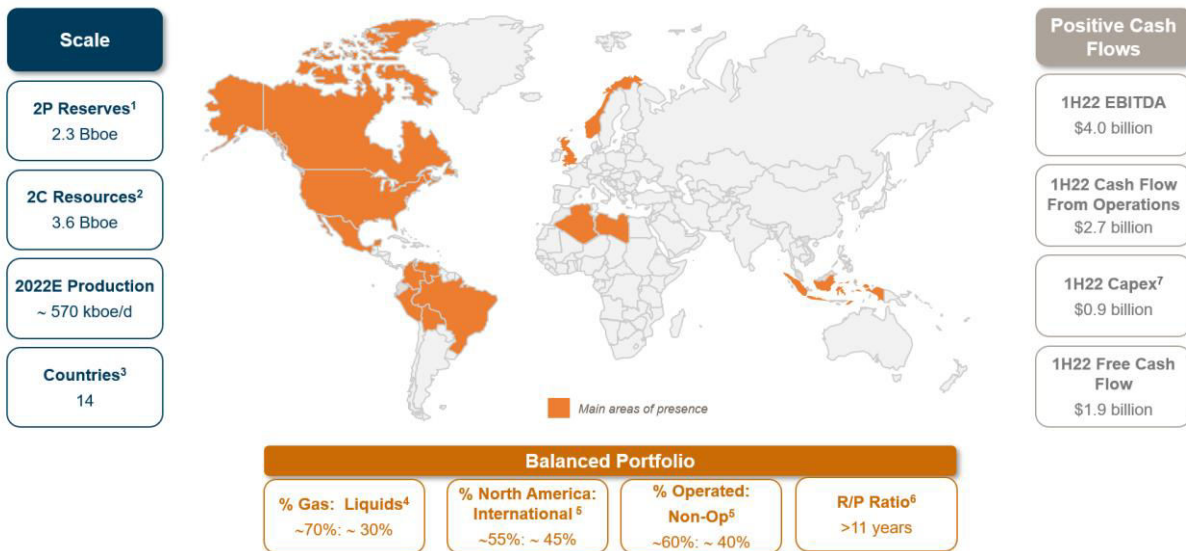 Scale
2P Reserves¹
2.3 Bboe
2C Resources²
3.6 Bboe
2022E Production
~ 570 kboe/d
Countries³
14
Main areas of presence
Positive Cash
Flows
1H22 EBITDA
$4.0 billion
1H22 Cash Flow
From Operations
$2.7 billion
1H22 Capex⁷
$0.9 billion
1H22 Free Cash
Flow
$1.9 billion
Balanced Portfolio
% Gas: Liquids⁴
~70%: ~ 30%
% North America:
International ⁵
~55%: ~ 45%
% Operated:
Non-Op⁵
~60%: ~ 40%
R/P Ratio⁶
>11 years